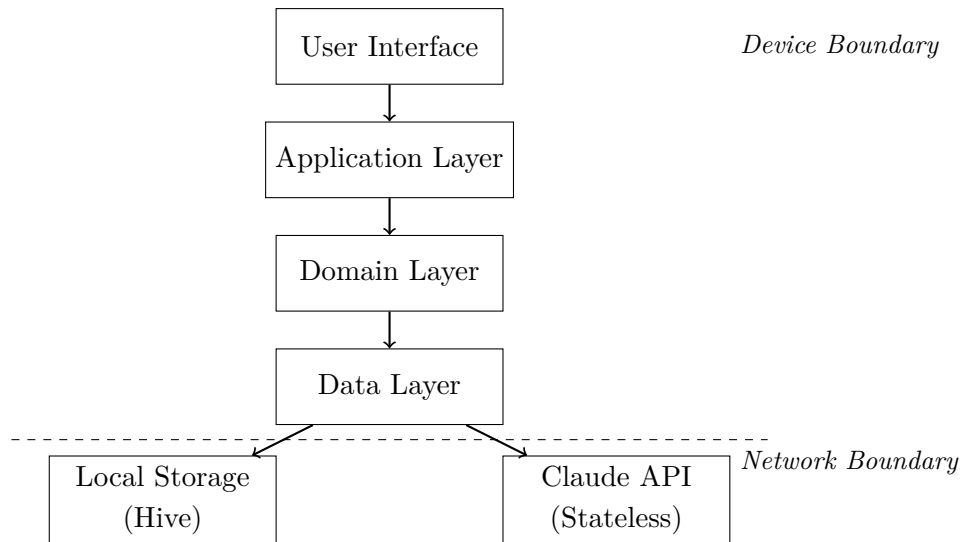 User Interface
Device Boundary
Application Layer
Domain Layer
Data Layer
Local Storage
(Hive)
Claude API
(Stateless)
Network Boundary